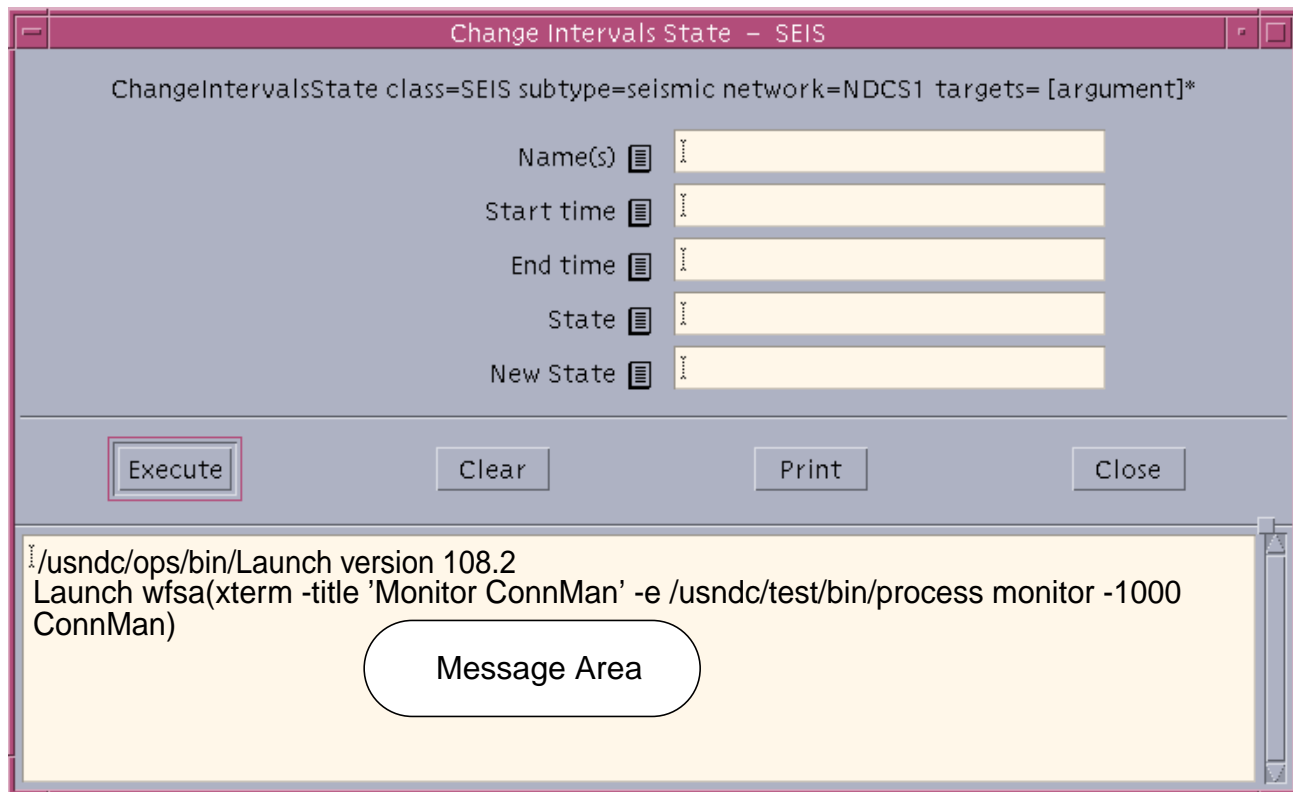 Change Intervals State – SEIS
ChangeIntervalsState class=SEIS subtype=seismic network=NDCS1 targets= [argument]*
Name(s)
Start time
End time
State
New State
Execute Clear Print Close
/usndc/ops/bin/Launch version 108.2
Launch wfsa(xterm -title ’Monitor ConnMan’ -e /usndc/test/bin/process monitor -1000
ConnMan)
Message Area